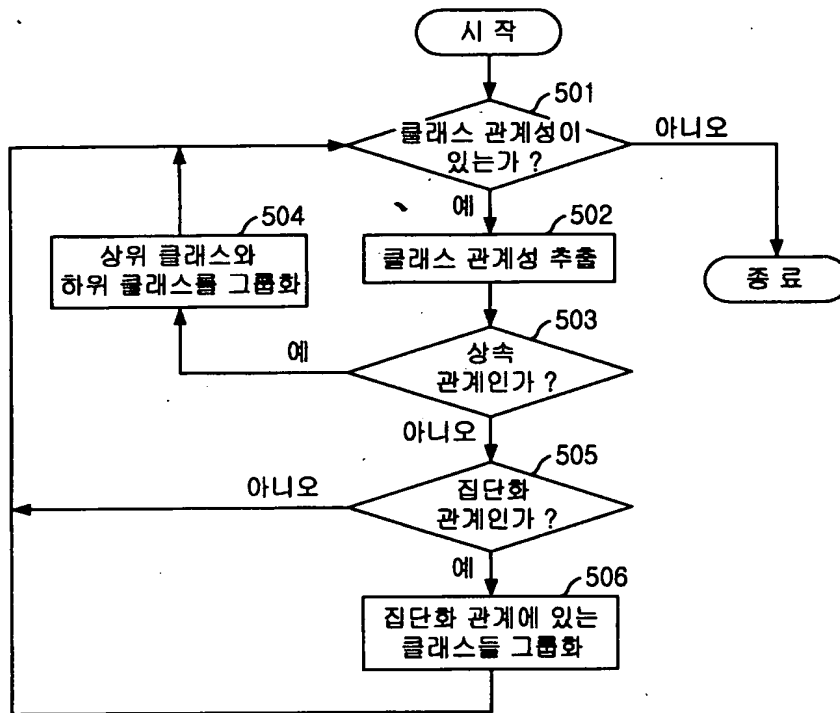 시 작
501
클래스 관계성이
있는가 ?
아니오
예
502
클래스 관계성 추출
504
상위 클래스와
하위 클래스를 그룹화
종 료
503
상속
관계인가 ?
예
아니오
505
집단화
관계인가 ?
아니오
예
506
집단화 관계에 있는
클래스들 그룹화